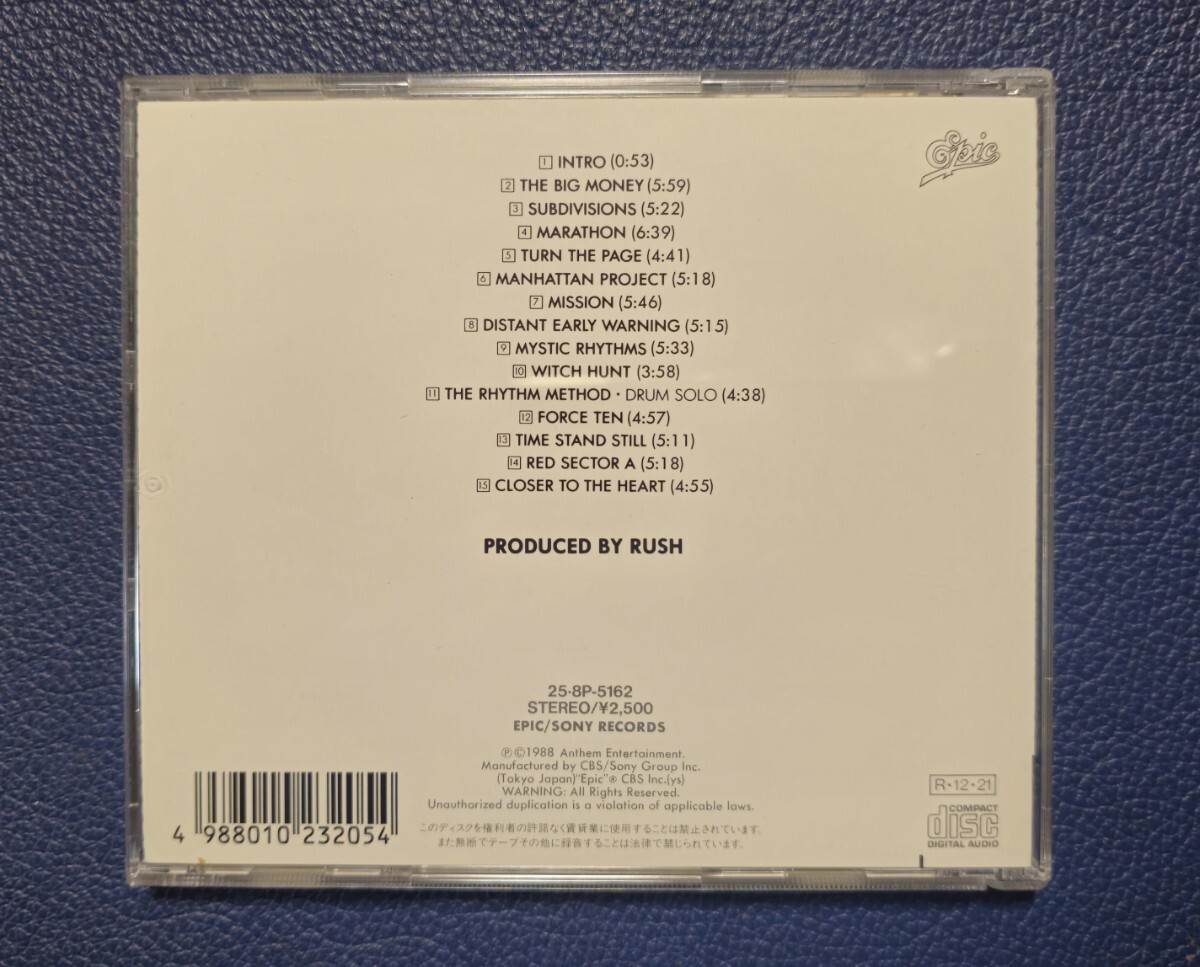 Epic
1 INTRO (0:53)
2 THE BIG MONEY (5:59)
3 SUBDIVISIONS (5:22)
4 MARATHON (6:39)
5 TURN THE PAGE (4:41)
6 MANHATTAN PROJECT (5:18)
7 MISSION (5:46)
8 DISTANT EARLY WARNING (5:15)
9 MYSTIC RHYTHMS (5:33)
10 WITCH HUNT (3:58)
11 THE RHYTHM METHOD · DRUM SOLO (4:38)
12 FORCE TEN (4:57)
13 TIME STAND STILL (5:11)
14 RED SECTOR A (5:18)
15 CLOSER TO THE HEART (4:55)
PRODUCED BY RUSH
25·8P-5162
STEREO/¥2,500
EPIC/SONY RECORDS
Ⓟ©1988 Anthem Entertainment.
Manufactured by CBS/Sony Group Inc.
(Tokyo Japan)"Epic"® CBS Inc.(ys)
WARNING: All Rights Reserved.
Unauthorized duplication is a violation of applicable laws.
このディスクを権利者の許諾なく賃貸業に使用することは禁止されています。
また無断でテープその他に録音することは法律で禁じられています。
4 988010 232054
R·12·21
COMPACT
disc
DIGITAL AUDIO